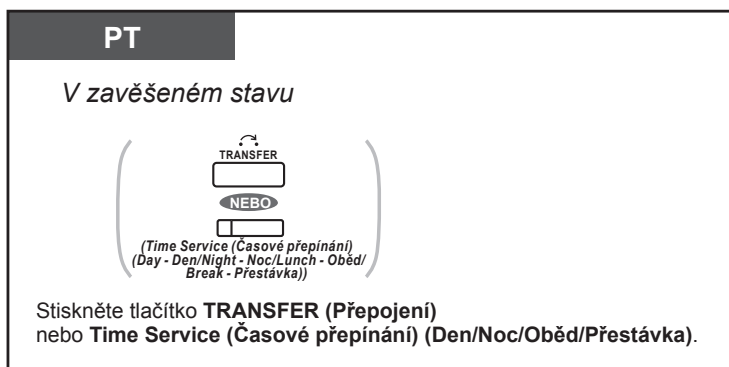 PT
V zavěšeném stavu
TRANSFER
NEBO
(Time Service (Časové přepínání)
(Day - Den/Night - Noc/Lunch - Oběd/
Break - Přestávka))
Stiskněte tlačítko TRANSFER (Přepojení)
nebo Time Service (Časové přepínání) (Den/Noc/Oběd/Přestávka).